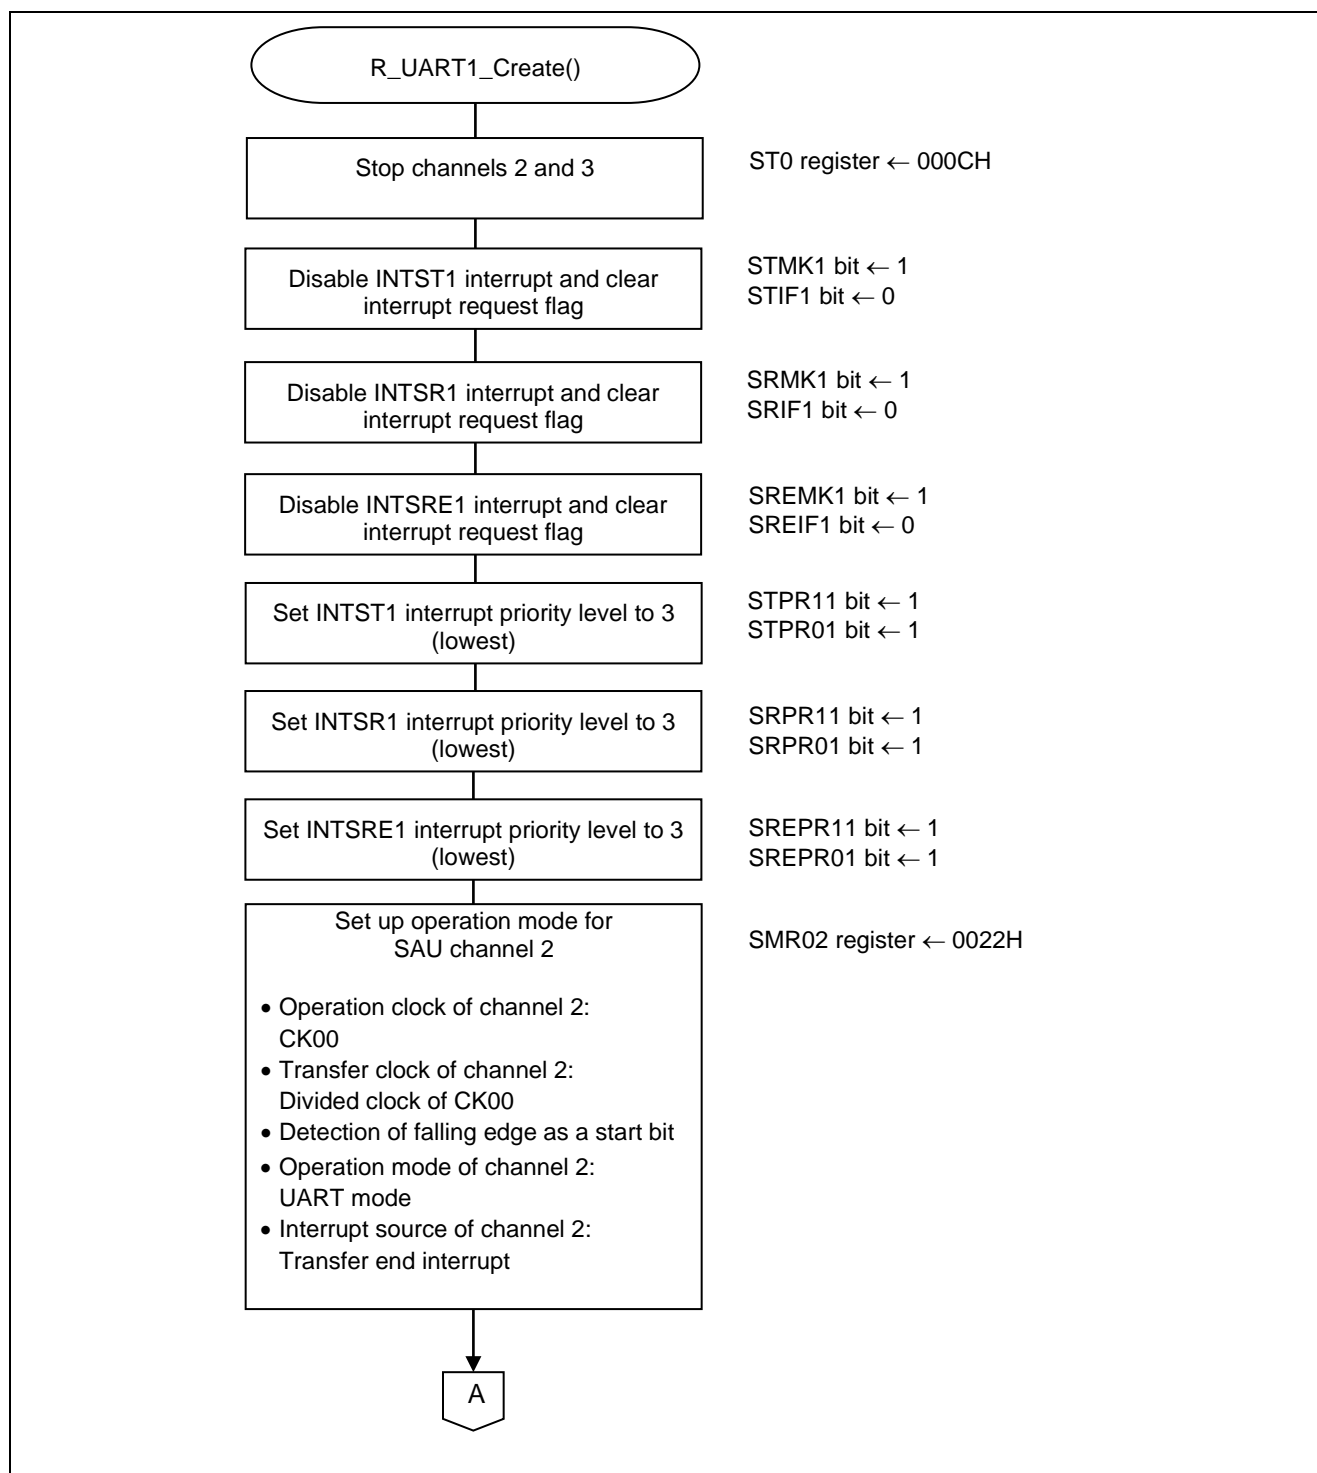 R_UART1_Create()
Stop channels 2 and 3
ST0 register ← 000CH
Disable INTST1 interrupt and clear
interrupt request flag
STMK1 bit ← 1
STIF1 bit ← 0
Disable INTSR1 interrupt and clear
interrupt request flag
SRMK1 bit ← 1
SRIF1 bit ← 0
Disable INTSRE1 interrupt and clear
interrupt request flag
SREMK1 bit ← 1
SREIF1 bit ← 0
Set INTST1 interrupt priority level to 3
(lowest)
STPR11 bit ← 1
STPR01 bit ← 1
Set INTSR1 interrupt priority level to 3
(lowest)
SRPR11 bit ← 1
SRPR01 bit ← 1
Set INTSRE1 interrupt priority level to 3
(lowest)
SREPR11 bit ← 1
SREPR01 bit ← 1
Set up operation mode for
SAU channel 2
SMR02 register ← 0022H
• Operation clock of channel 2:
CK00
• Transfer clock of channel 2:
Divided clock of CK00
• Detection of falling edge as a start bit
• Operation mode of channel 2:
UART mode
• Interrupt source of channel 2:
Transfer end interrupt
A